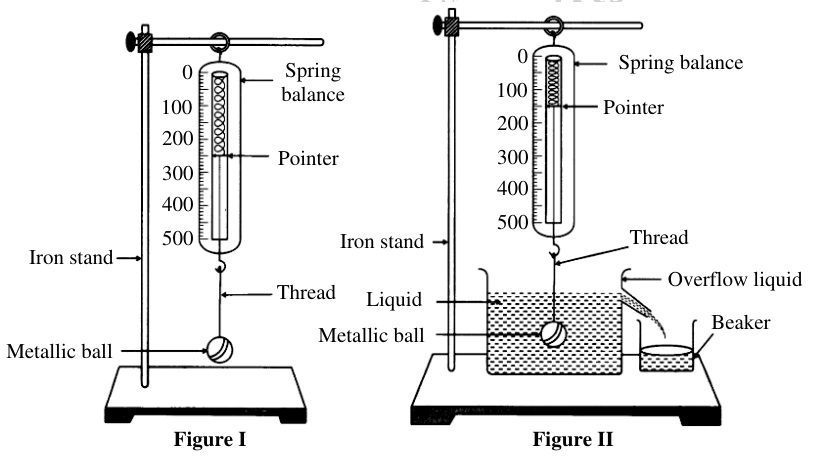 0
100
200
300
400
500
Spring
balance
Pointer
Iron stand
Thread
Metallic ball
Figure I
0
100
200
300
400
500
Spring balance
Pointer
Iron stand
Thread
Liquid
Overflow liquid
Metallic ball
Beaker
Figure II